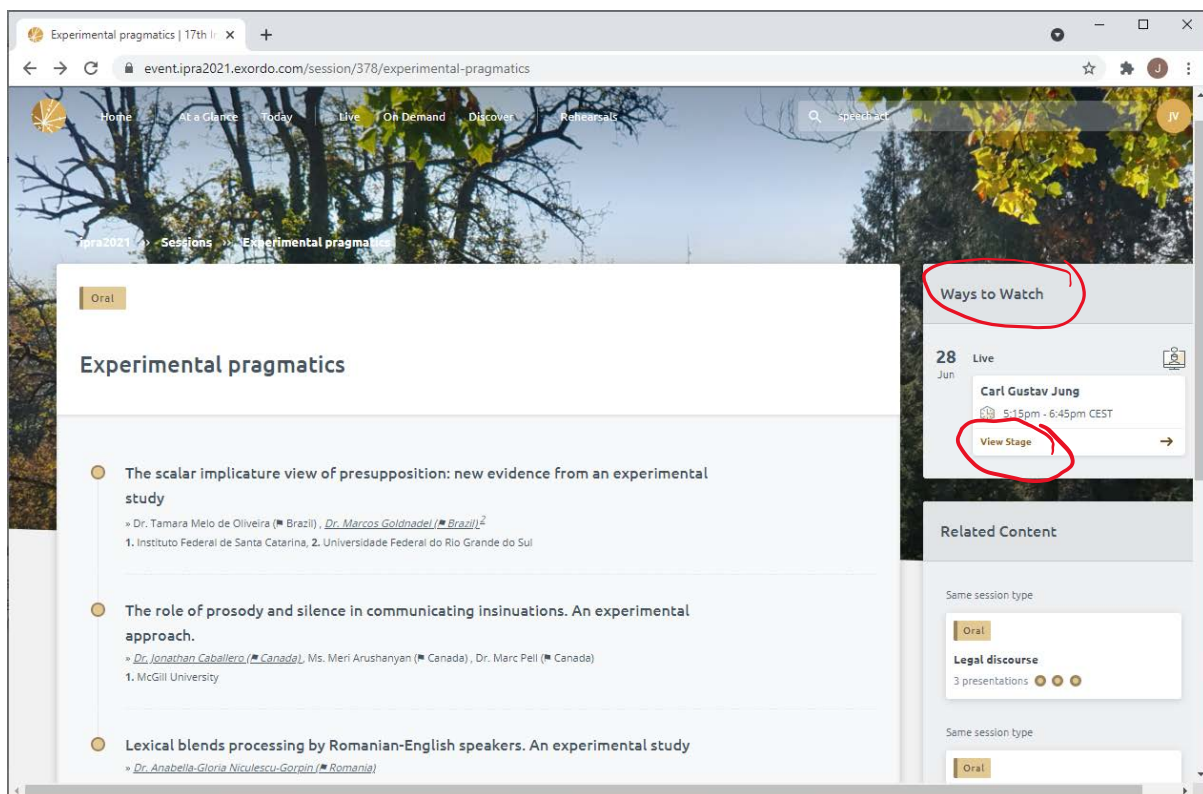 Experimental pragmatics | 17th In
event.ipra2021.exordo.com/session/378/experimental-pragmatics
J
Home At a Glance Today Live On Demand Discover Rehearsals
speech act
JV
ipra2021 » Sessions » Experimental pragmatics
Oral
Experimental pragmatics
The scalar implicature view of presupposition: new evidence from an experimental
study
» Dr. Tamara Melo de Oliveira (Brazil) , Dr. Marcos Goldnadel (Brazil) 2
1. Instituto Federal de Santa Catarina, 2. Universidade Federal do Rio Grande do Sul
The role of prosody and silence in communicating insinuations. An experimental
approach.
» Dr. Jonathan Caballero (Canada) , Ms. Meri Arushanyan (Canada) , Dr. Marc Pell (Canada)
1. McGill University
Lexical blends processing by Romanian-English speakers. An experimental study
» Dr. Anabella-Gloria Niculescu-Gorpin (Romania)
Ways to Watch
28
Jun
Live
Carl Gustav Jung
5:15pm - 6:45pm CEST
View Stage →
Related Content
Same session type
Oral
Legal discourse
3 presentations
Same session type
Oral